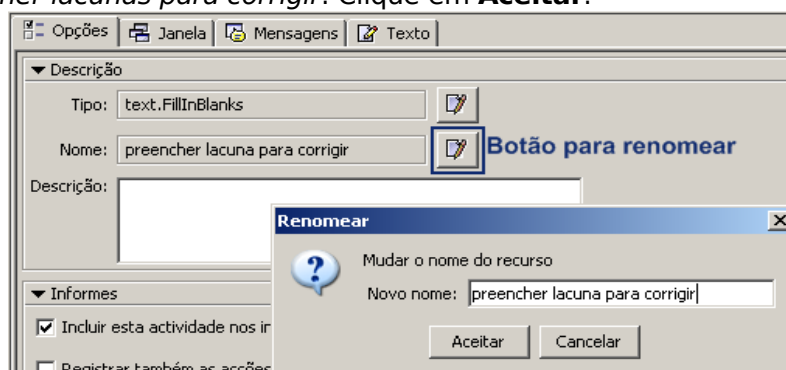 her lacunas para corrigir. Clique em Aceitar.
Opções Janela Mensagens Texto
Descrição
Tipo: text.FillInBlanks
Nome: preencher lacuna para corrigir Botão para renomear
Descrição:
Renomear
Mudar o nome do recurso
Novo nome: preencher lacuna para corrigir
Informes
Incluir esta actividade nos in
Aceitar Cancelar
Registrar também as acções